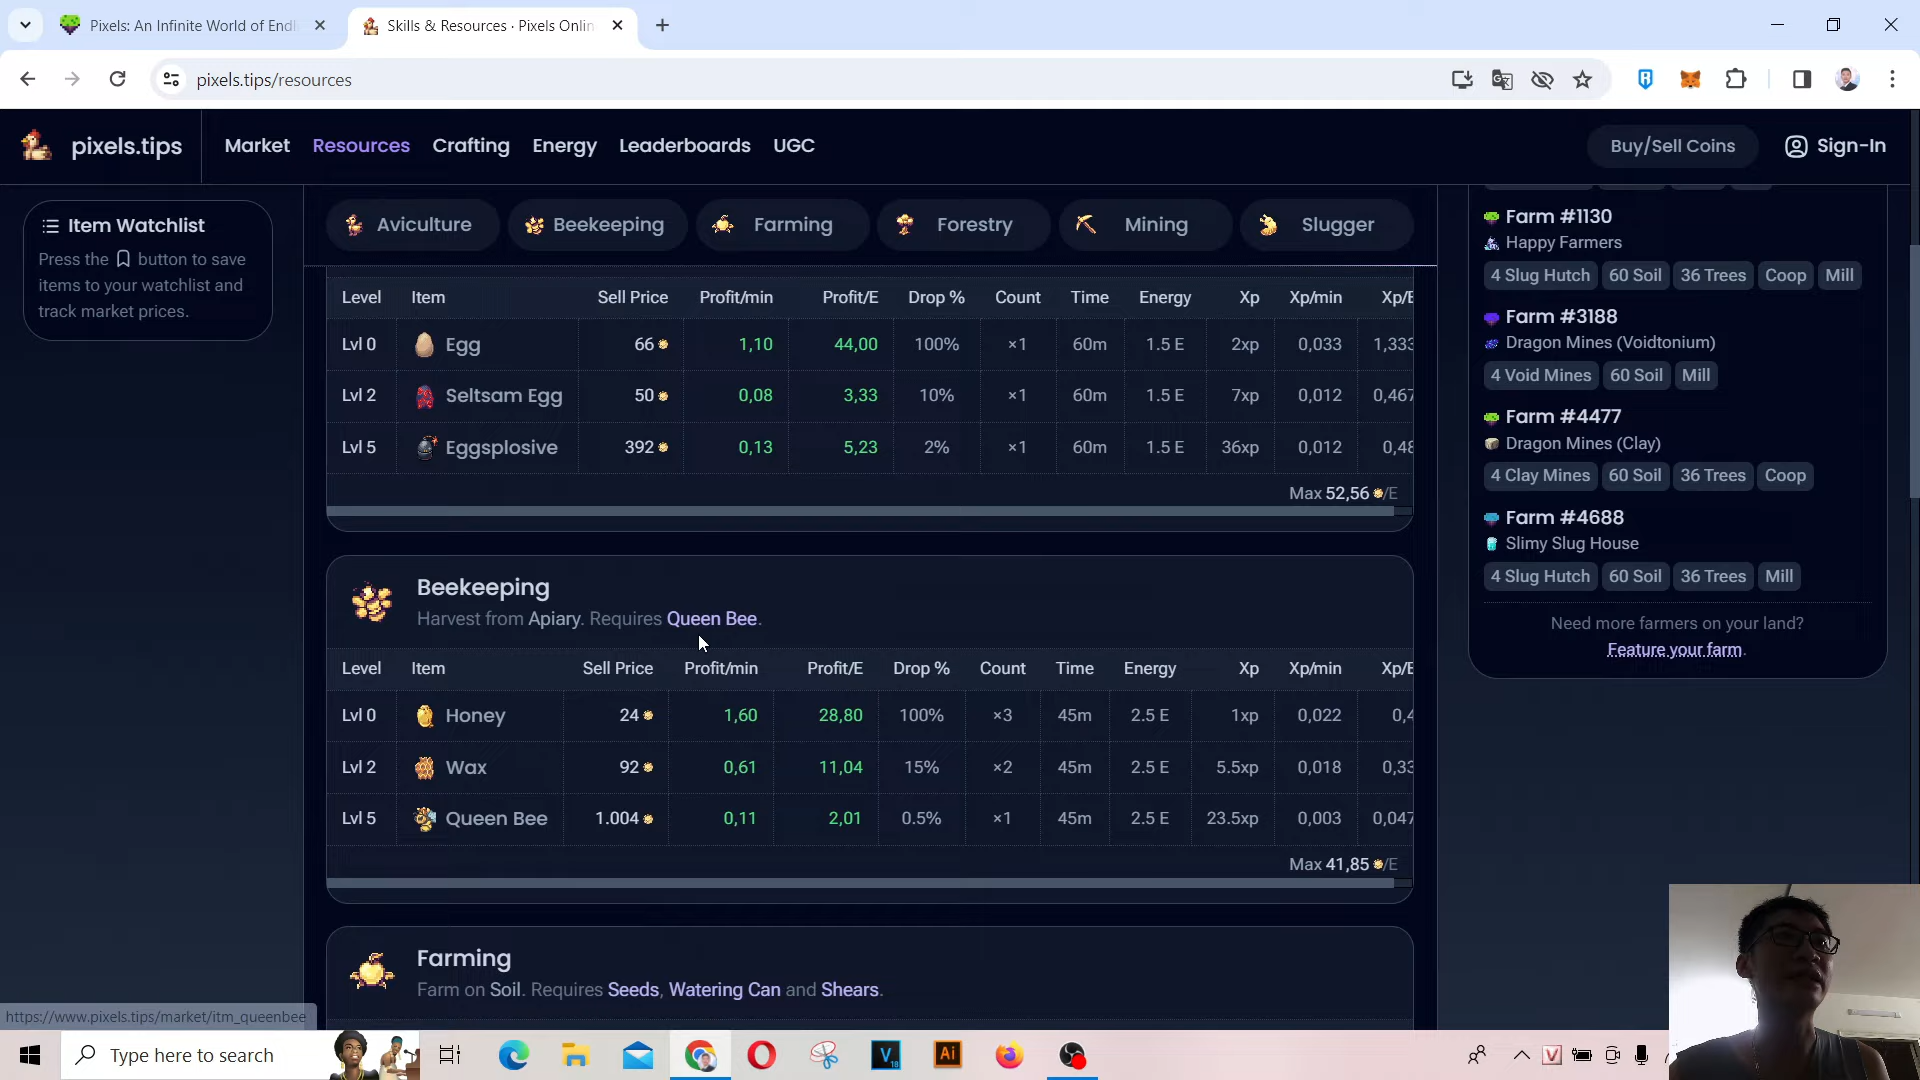 Pixels: An Infinite World of Endl
Skills & Resources · Pixels Onlin
pixels.tips/resources
pixels.tips
Market
Resources
Crafting
Energy
Leaderboards
UGC
Buy/Sell Coins
Sign-In
Item Watchlist
Press the button to save
items to your watchlist and
track market prices.
Aviculture
Beekeeping
Farming
Forestry
Mining
Slugger
Level Item Sell Price Profit/min Profit/E Drop % Count Time Energy Xp Xp/min Xp/E
Lvl 0 Egg 66 1,10 44,00 100% ×1 60m 1.5 E 2xp 0,033 1,333
Lvl 2 Seltsam Egg 50 0,08 3,33 10% ×1 60m 1.5 E 7xp 0,012 0,467
Lvl 5 Eggsplosive 392 0,13 5,23 2% ×1 60m 1.5 E 36xp 0,012 0,48
Max 52,56 /E
Beekeeping
Harvest from Apiary. Requires Queen Bee.
Level Item Sell Price Profit/min Profit/E Drop % Count Time Energy Xp Xp/min Xp/E
Lvl 0 Honey 24 1,60 28,80 100% ×3 45m 2.5 E 1xp 0,022 0,4
Lvl 2 Wax 92 0,61 11,04 15% ×2 45m 2.5 E 5.5xp 0,018 0,33
Lvl 5 Queen Bee 1.004 0,11 2,01 0.5% ×1 45m 2.5 E 23.5xp 0,003 0,047
Max 41,85 /E
Farming
Farm on Soil. Requires Seeds, Watering Can and Shears.
Farm #1130
Happy Farmers
4 Slug Hutch 60 Soil 36 Trees Coop Mill
Farm #3188
Dragon Mines (Voidtonium)
4 Void Mines 60 Soil Mill
Farm #4477
Dragon Mines (Clay)
4 Clay Mines 60 Soil 36 Trees Coop
Farm #4688
Slimy Slug House
4 Slug Hutch 60 Soil 36 Trees Mill
Need more farmers on your land?
Feature your farm.
https://www.pixels.tips/market/itm_queenbee
Type here to search